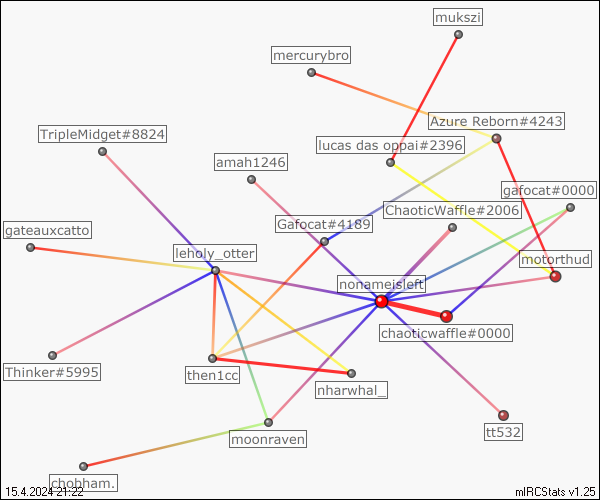 mukszi
mercurybro
Azure Reborn#4243
TripleMidget#8824
lucas das oppai#2396
amah1246
gafocat#0000
ChaoticWaffle#2006
Gafocat#4189
gateauxcatto
leholy_otter
motorthud
nonameisleft
chaoticwaffle#0000
Thinker#5995
then1cc
nharwhal_
moonraven
tt532
chobham.
15.4.2024 21:22
mIRCStats v1.25